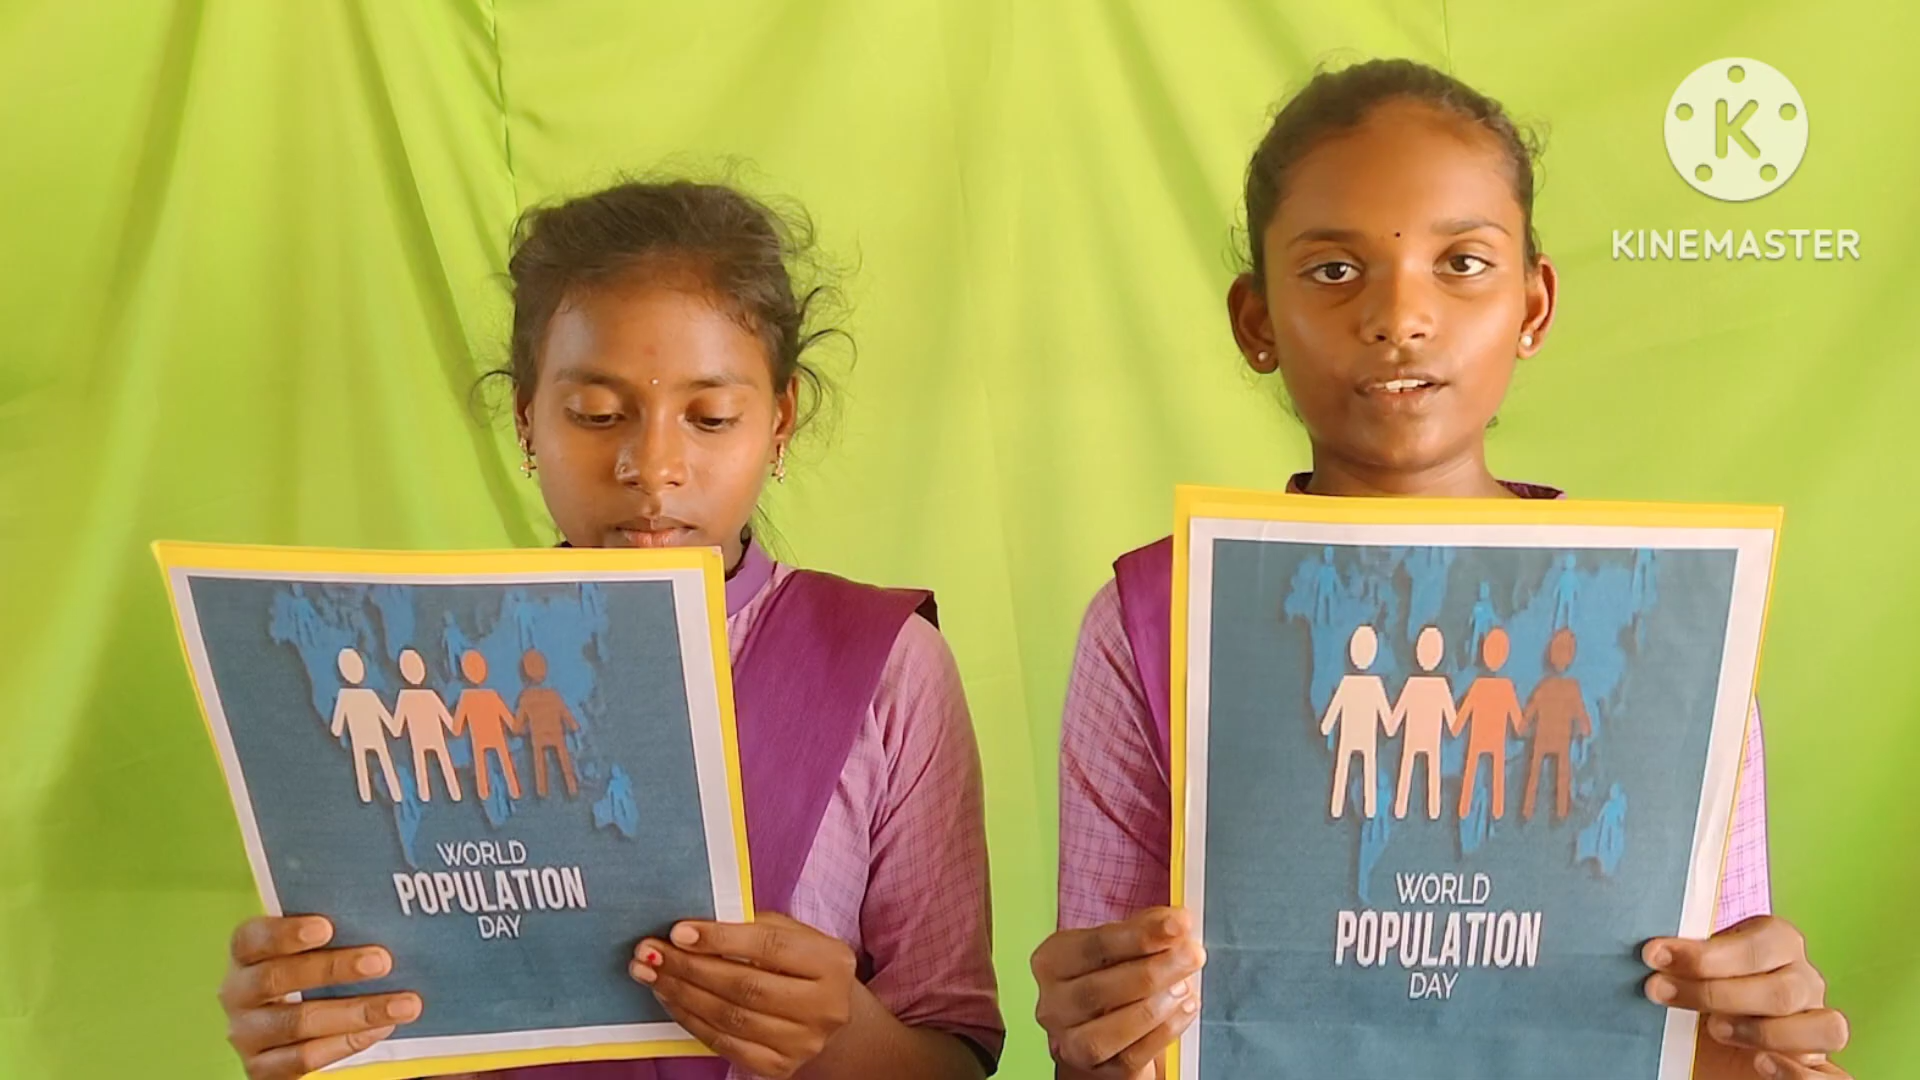 K
KINEMASTER
WORLD
POPULATION
DAY
WORLD
POPULATION
DAY